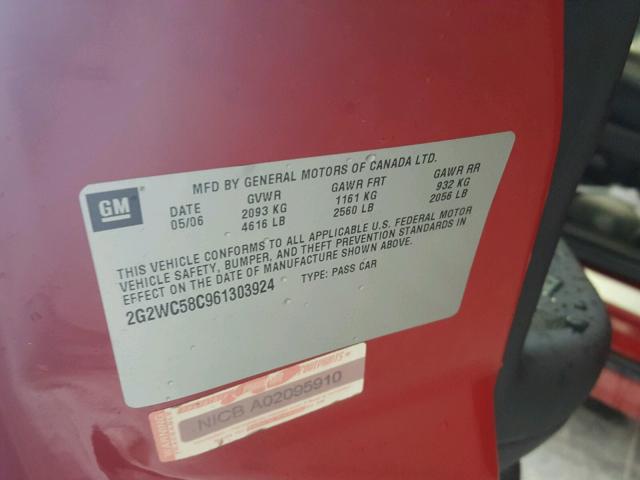 GM
MFD BY GENERAL MOTORS OF CANADA LTD.
DATE GVWR GAWR FRT GAWR RR
05/06 2093 KG 1161 KG 932 KG
4616 LB 2560 LB 2056 LB
THIS VEHICLE CONFORMS TO ALL APPLICABLE U.S. FEDERAL MOTOR
VEHICLE SAFETY, BUMPER, AND THEFT PREVENTION STANDARDS IN
EFFECT ON THE DATE OF MANUFACTURE SHOWN ABOVE.
2G2WC58C961303924 TYPE: PASS CAR
NICB A02095910